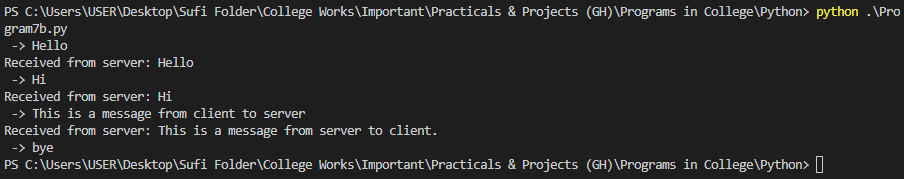 PS C:\Users\USER\Desktop\Sufi Folder\College Works\Important\Practicals & Projects (GH)\Programs in College\Python> python .\Pro
gram7b.py
 -> Hello
Received from server: Hello
 -> Hi
Received from server: Hi
 -> This is a message from client to server
Received from server: This is a message from server to client.
 -> bye
PS C:\Users\USER\Desktop\Sufi Folder\College Works\Important\Practicals & Projects (GH)\Programs in College\Python>